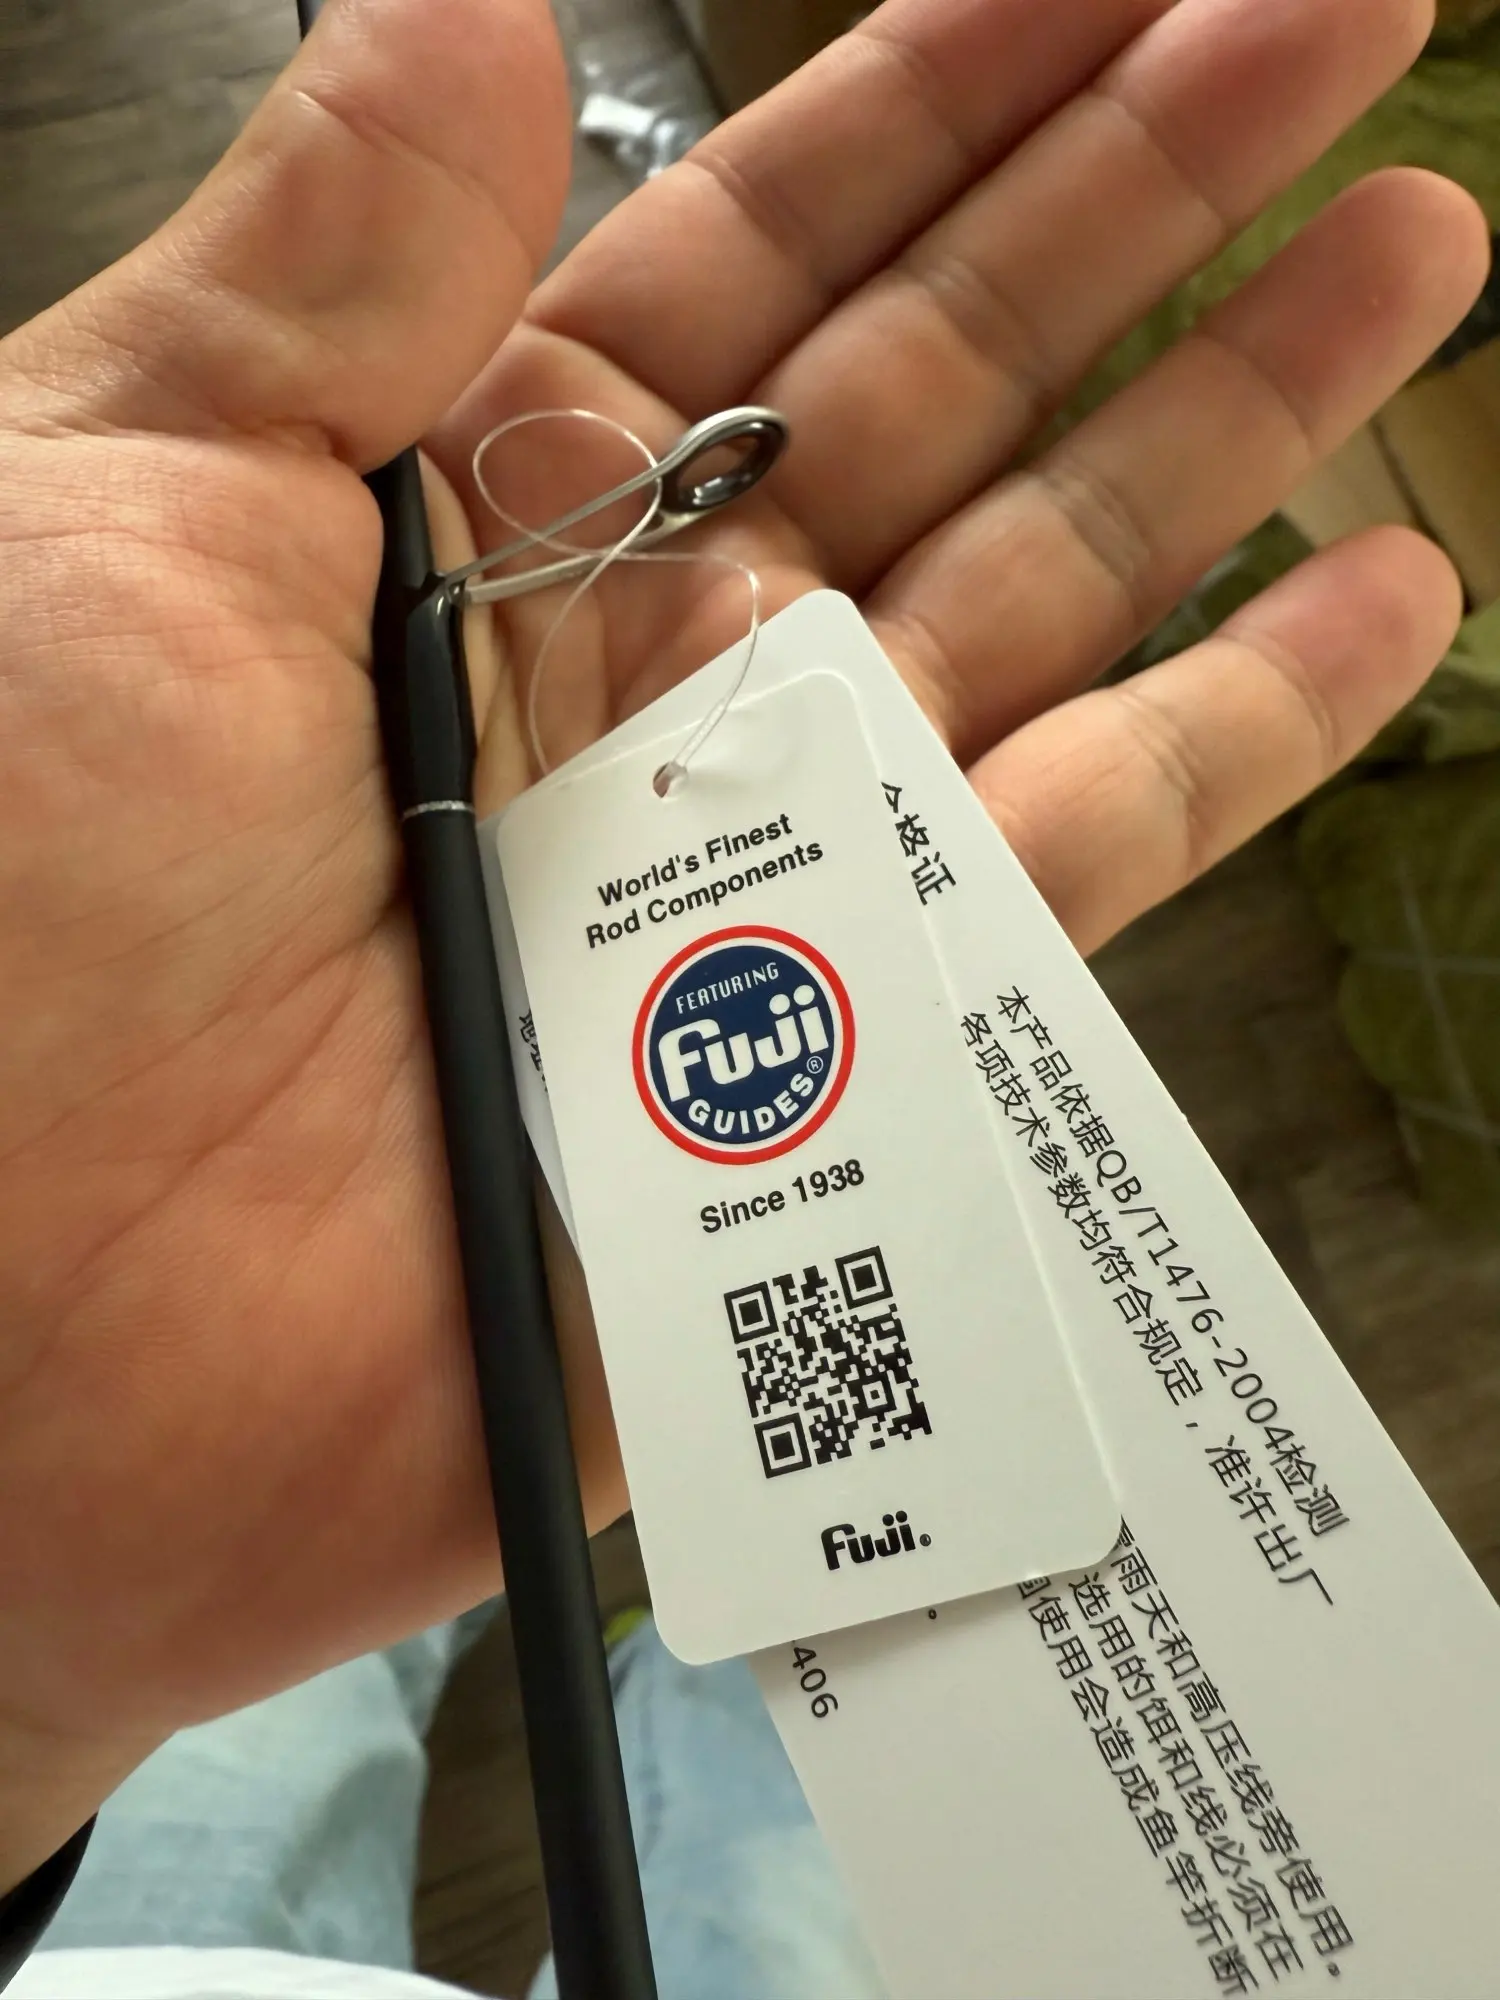 World's Finest
Rod Components
FEATURING
Fuji
GUIDES®
Since 1938
Fuji
合格证
本产品依据QB/T1476-2004检测
各项技术参数均符合规定，准许出厂
雨天和高压线旁使用。
选用的饵和线必须在
使用会造成鱼竿折断
406
地址